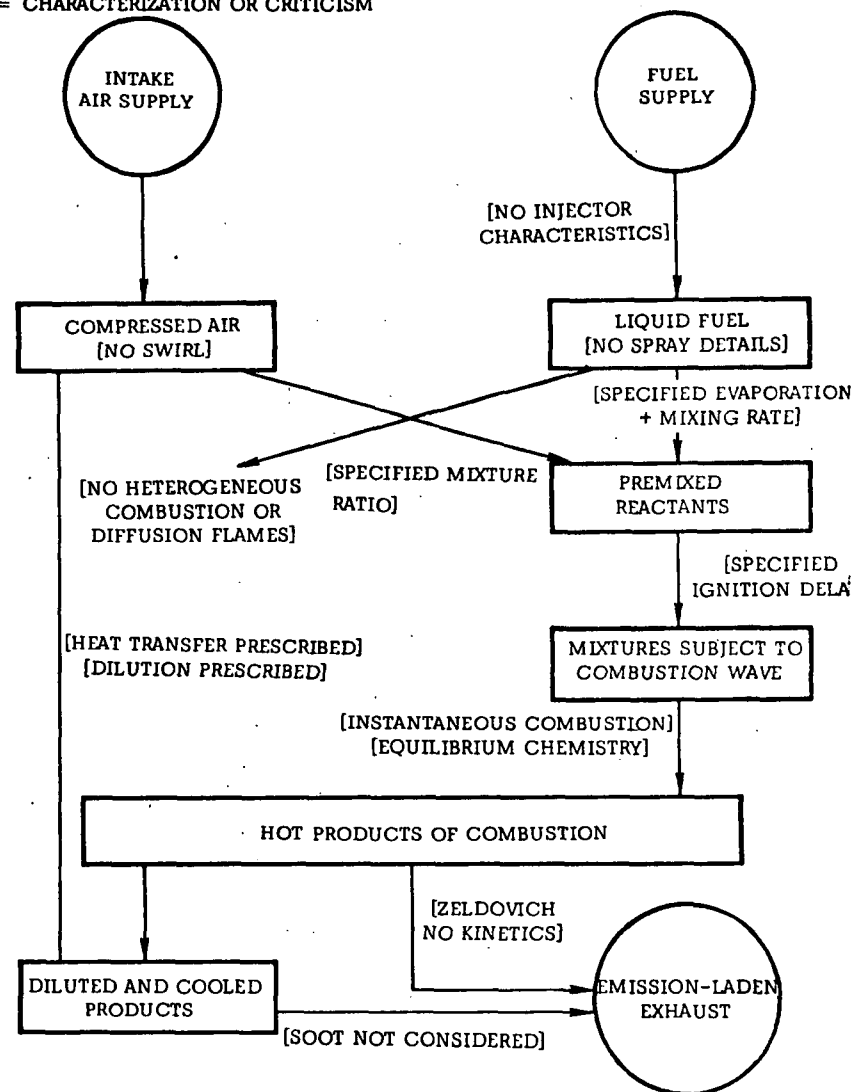 = CHARACTERIZATION OR CRITICISM
INTAKE
AIR SUPPLY
FUEL
SUPPLY
[NO INJECTOR
CHARACTERISTICS]
COMPRESSED AIR
[NO SWIRL]
LIQUID FUEL
[NO SPRAY DETAILS]
[SPECIFIED EVAPORATION
+ MIXING RATE]
[NO HETEROGENEOUS
COMBUSTION OR
DIFFUSION FLAMES]
[SPECIFIED MIXTURE
RATIO]
PREMIXED
REACTANTS
[SPECIFIED
IGNITION DELA
[HEAT TRANSFER PRESCRIBED]
[DILUTION PRESCRIBED]
MIXTURES SUBJECT TO
COMBUSTION WAVE
[INSTANTANEOUS COMBUSTION]
[EQUILIBRIUM CHEMISTRY]
HOT PRODUCTS OF COMBUSTION
[ZELDOVICH
NO KINETICS]
DILUTED AND COOLED
PRODUCTS
EMISSION-LADEN
EXHAUST
[SOOT NOT CONSIDERED]